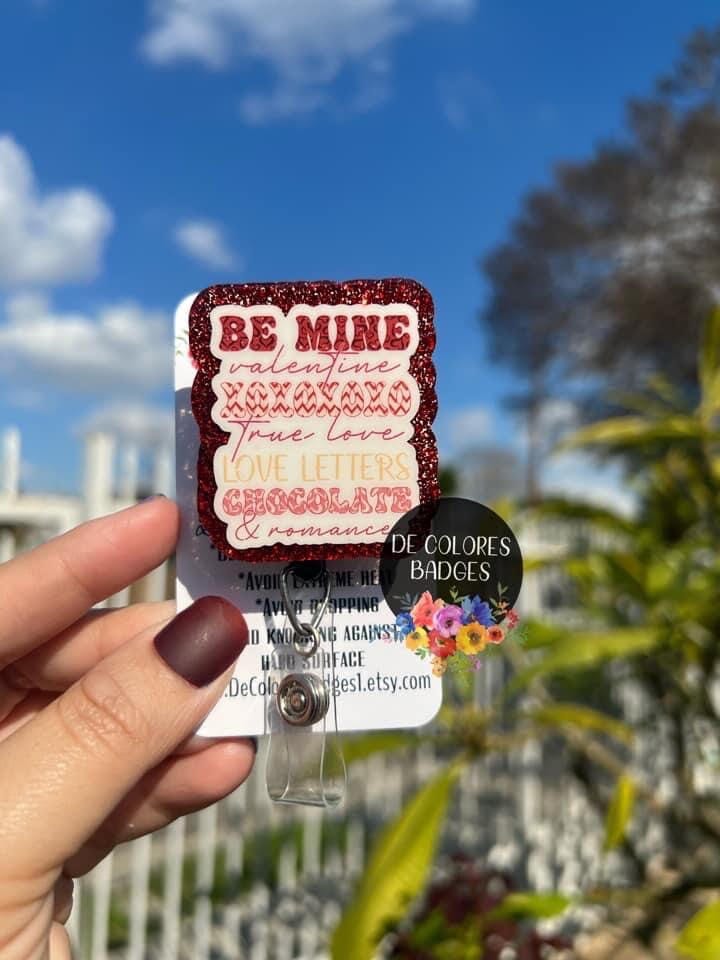 BE MINE
valentine
XOXOXOXO
True love
LOVE LETTERS
CHOCOLATE
& romance
DE COLORES
BADGES
*AVOID EXTREME HEAT
*AVOID DROPPING
KNOCKING AGAINST
HARD SURFACE
.etsy.com